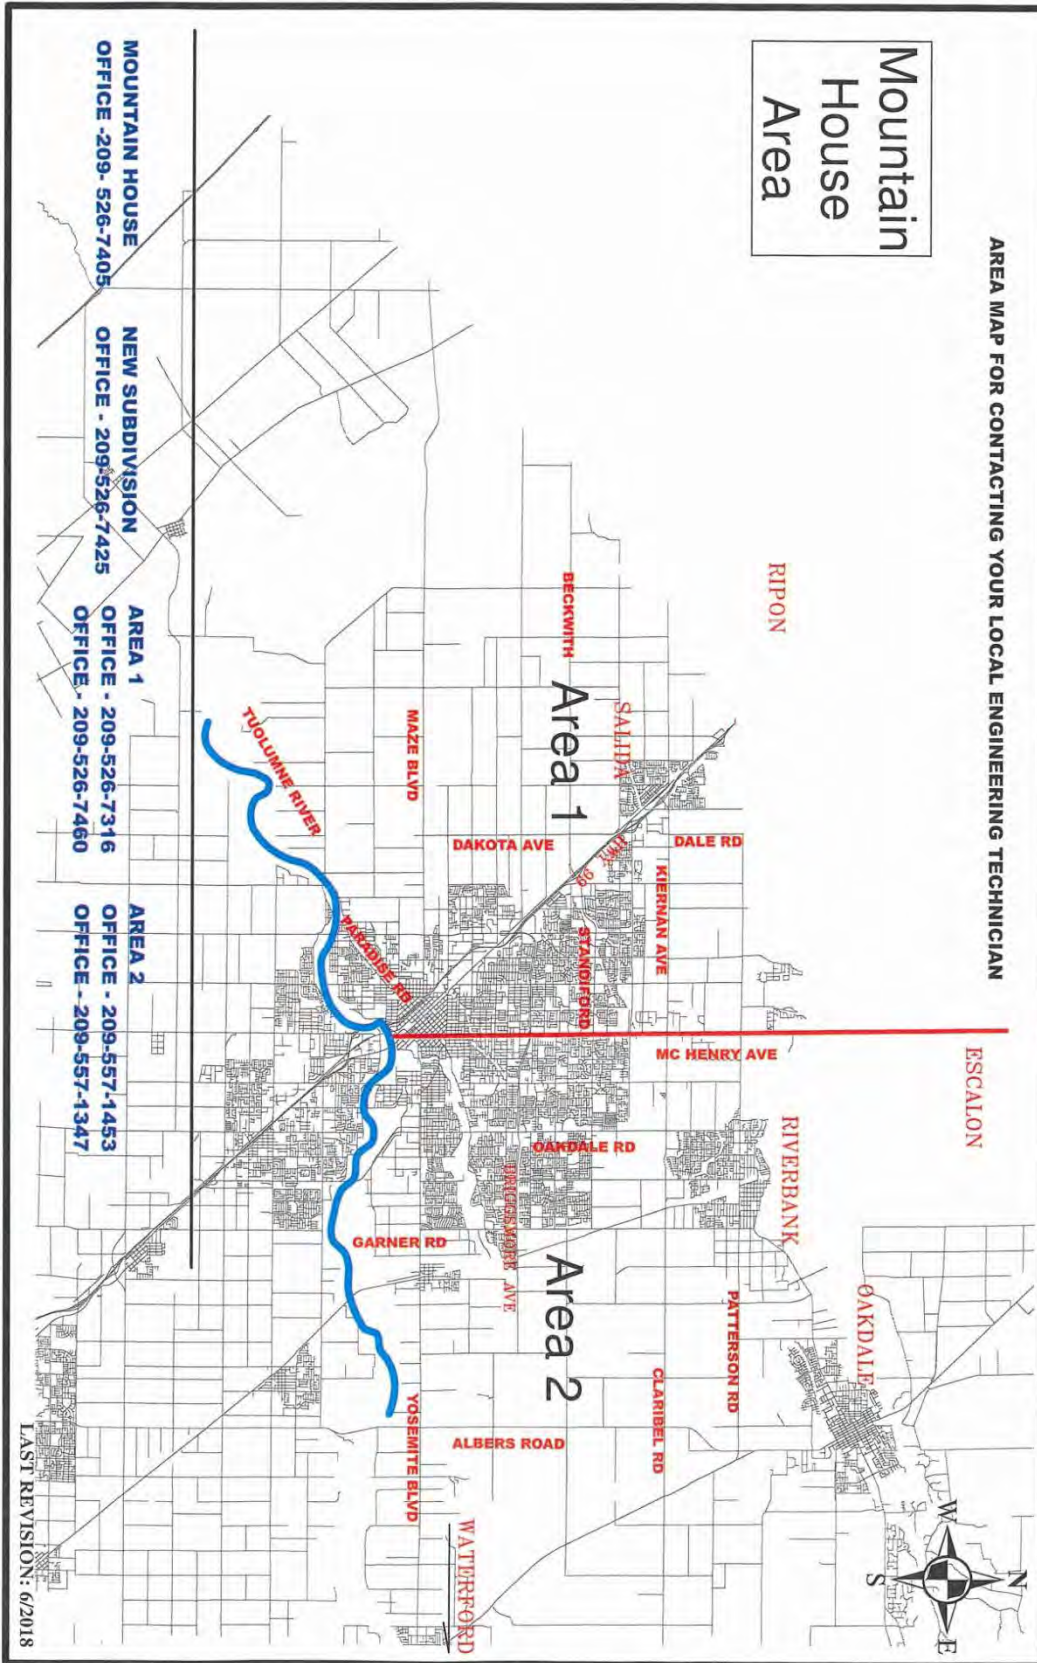 AREA MAP FOR CONTACTING YOUR LOCAL ENGINEERING TECHNICIAN
Mountain
House
Area
ESCALON
RIPON
RIVERBANK
OAKDALE
N
W
E
S
SALIDA
DALE RD
KIERNAN AVE
MC HENRY AVE
PATTERSON RD
CLARIBEL RD
BECKWITH
Area 1
HWY 99
STANDIFORD
OAKDALE RD
Area 2
DAKOTA AVE
BRIGGSMORE AVE
ALBERS ROAD
WATERFORD
MAZE BLVD
PARADISE RD
GARNER RD
YOSEMITE BLVD
TUOLUMNE RIVER
MOUNTAIN HOUSE
OFFICE -209- 526-7405
NEW SUBDIVISION
OFFICE - 209-526-7425
AREA 1
OFFICE - 209-526-7316
OFFICE - 209-526-7460
AREA 2
OFFICE - 209-557-1453
OFFICE - 209-557-1347
LAST REVISION: 6/2018